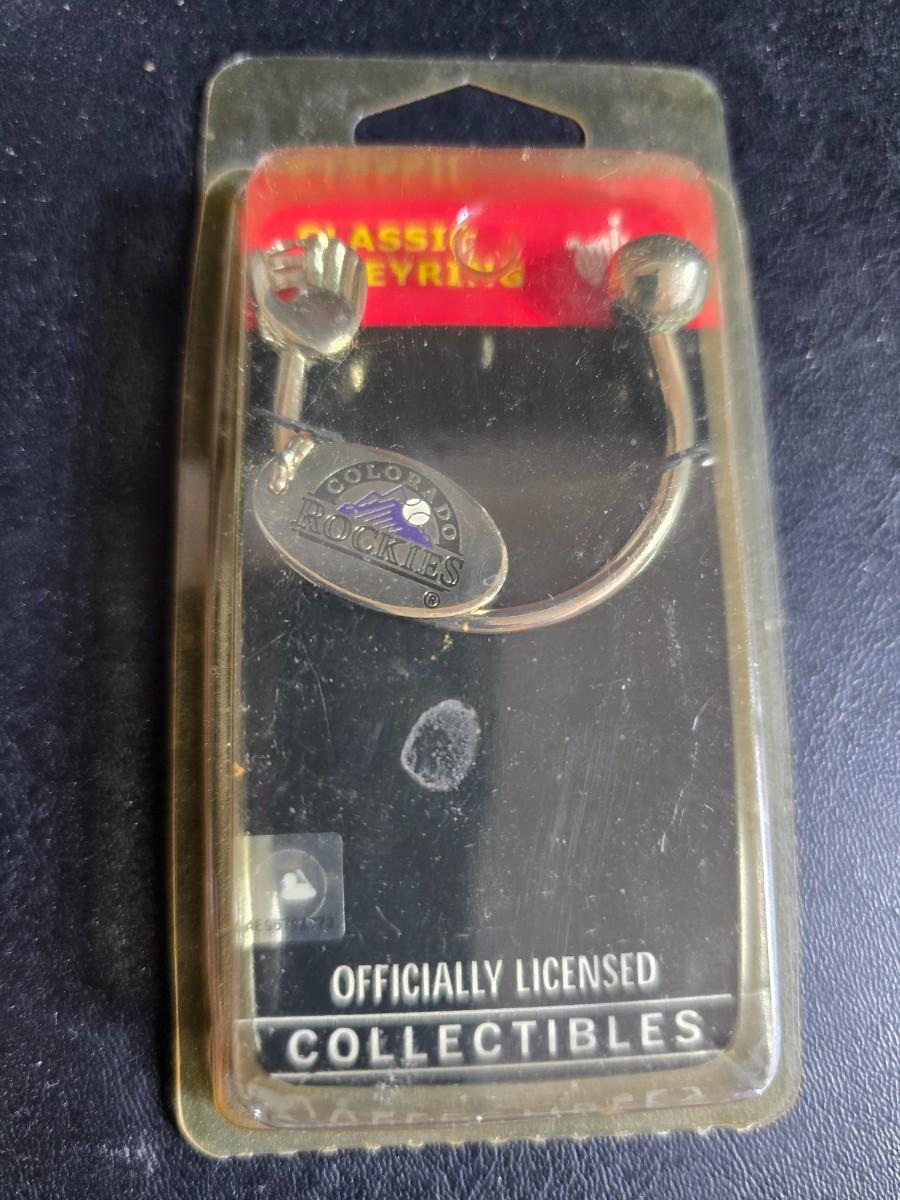 CLASSIC
KEYRING
COLORADO
ROCKIES
®
OFFICIALLY LICENSED
COLLECTIBLES